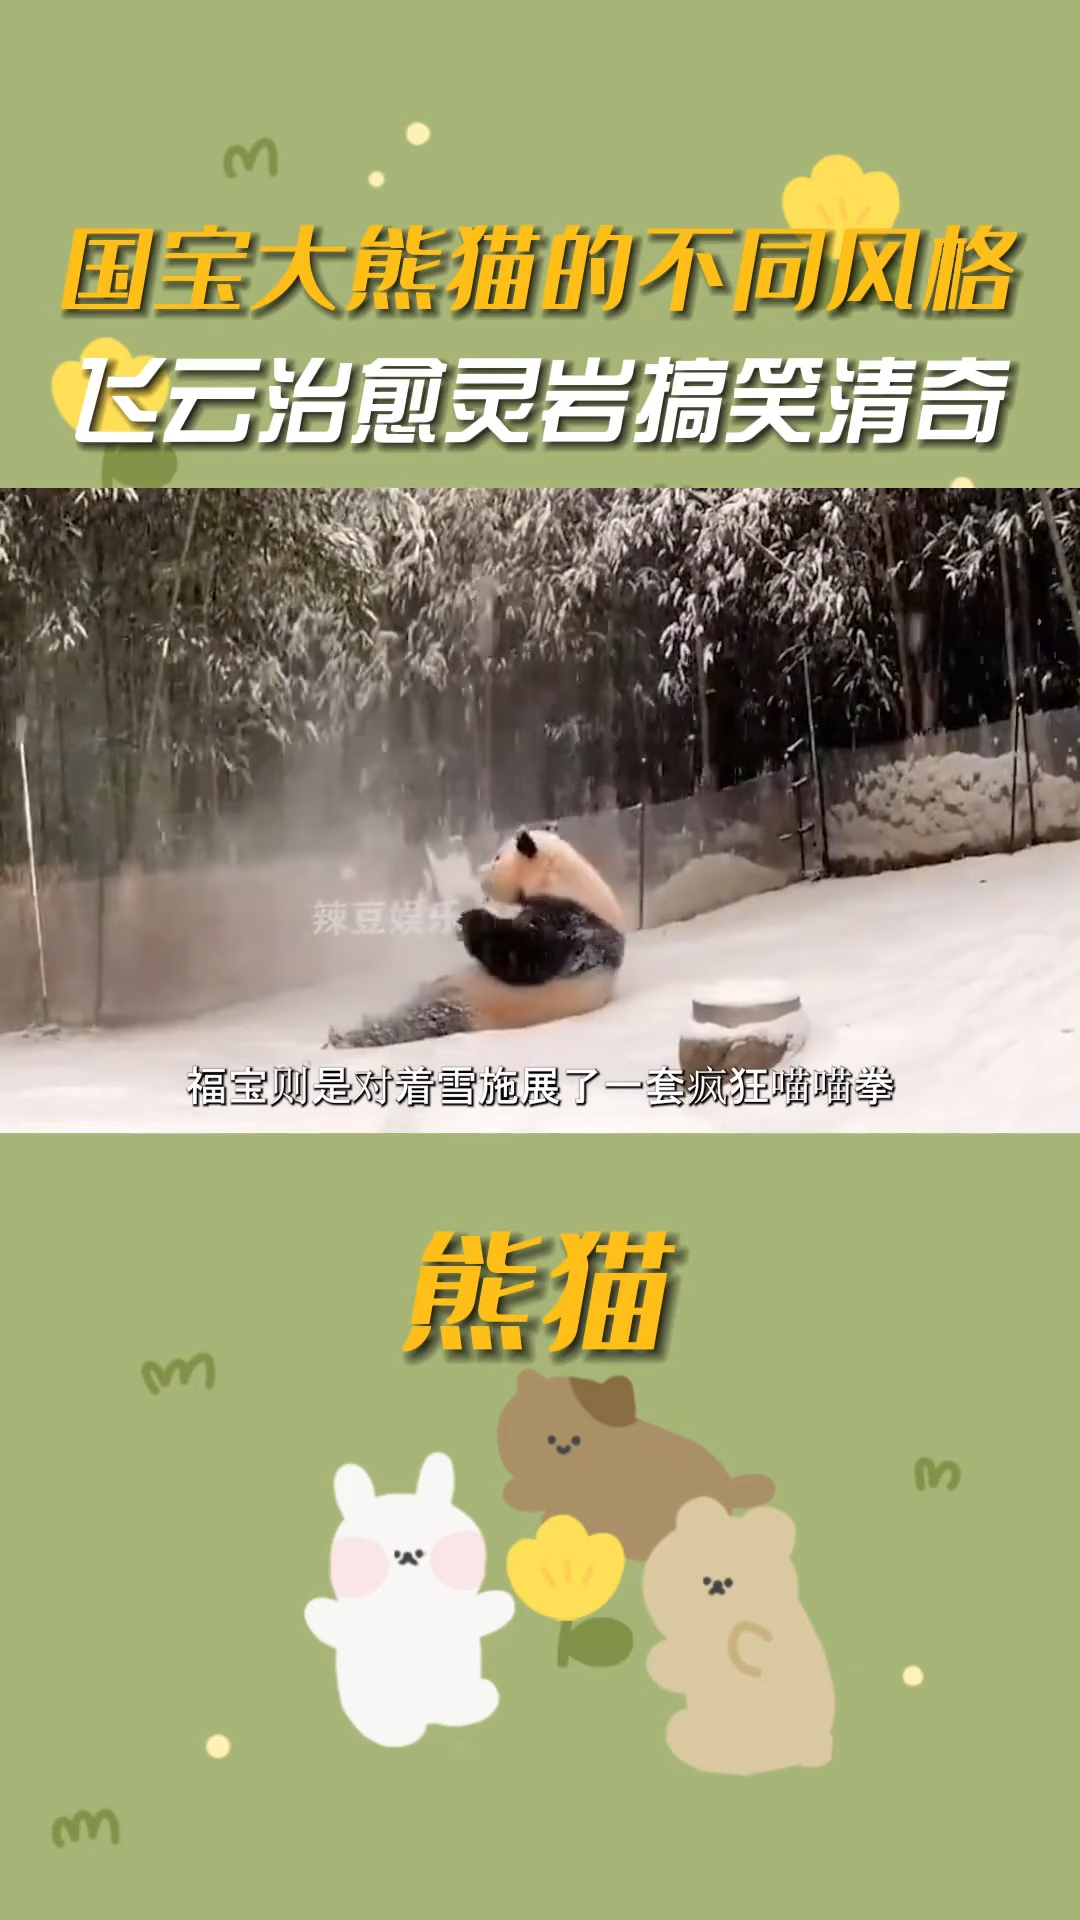 国宝大熊猫的不同风格
飞云治愈灵岩搞笑清奇
辣豆娱乐
福宝则是对着雪施展了一套疯狂喵喵拳
熊猫